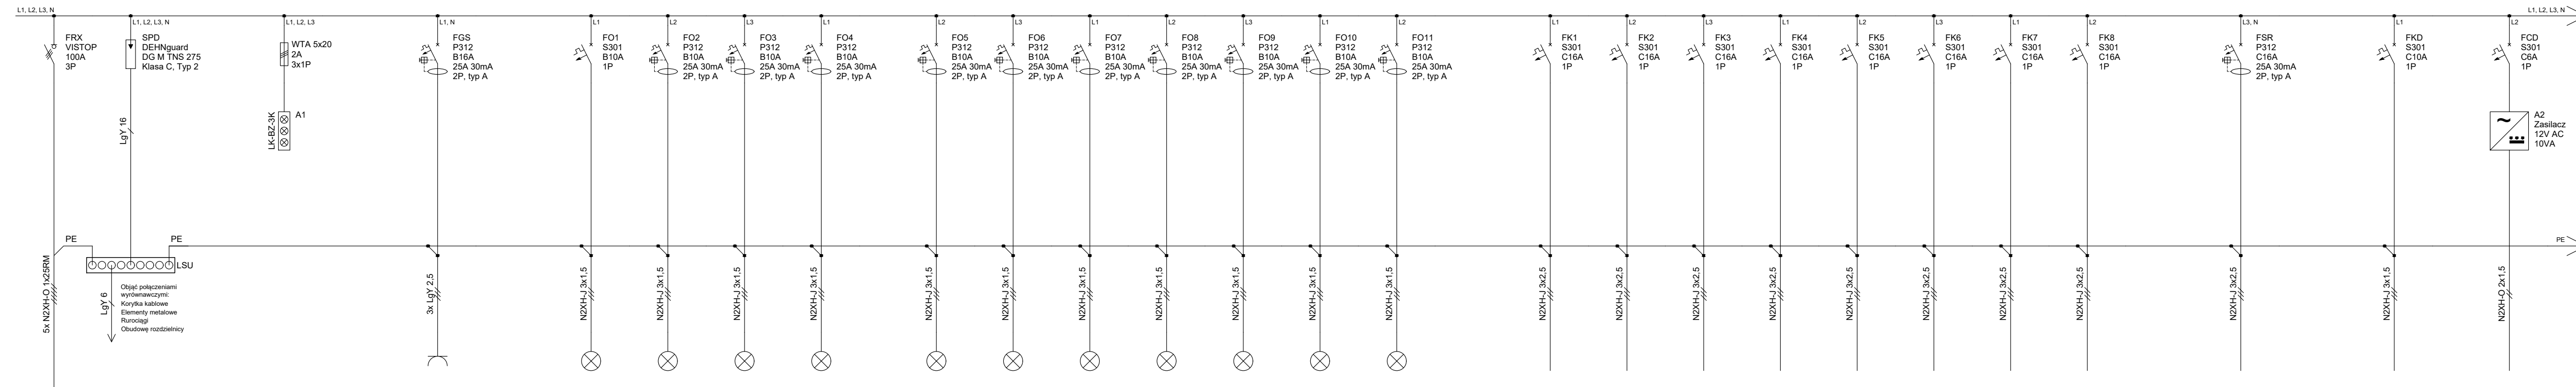 L1, L2, L3, N
L1, L2, L3, N
FRX
VISTOP
100A
3P
L1, L2, L3, N
SPD
DEHNguard
DG M TNS 275
Klasa C, Typ 2
LgY 16
L1, L2, L3
WTA 5x20
2A
3x1P
LK-BZ-3K
A1
L1, N
FGS
P312
B16A
25A 30mA
2P, typ A
L1
FO1
S301
B10A
1P
L2
FO2
P312
B10A
25A 30mA
2P, typ A
L3
FO3
P312
B10A
25A 30mA
2P, typ A
L1
FO4
P312
B10A
25A 30mA
2P, typ A
L2
FO5
P312
B10A
25A 30mA
2P, typ A
L3
FO6
P312
B10A
25A 30mA
2P, typ A
L1
FO7
P312
B10A
25A 30mA
2P, typ A
L2
FO8
P312
B10A
25A 30mA
2P, typ A
L3
FO9
P312
B10A
25A 30mA
2P, typ A
L1
FO10
P312
B10A
25A 30mA
2P, typ A
L2
FO11
P312
B10A
25A 30mA
2P, typ A
L1
FK1
S301
C16A
1P
L2
FK2
S301
C16A
1P
L3
FK3
S301
C16A
1P
L1
FK4
S301
C16A
1P
L2
FK5
S301
C16A
1P
L3
FK6
S301
C16A
1P
L1
FK7
S301
C16A
1P
L2
FK8
S301
C16A
1P
L3, N
FSR
P312
C16A
25A 30mA
2P, typ A
L1
FKD
S301
C10A
1P
L2
FCD
S301
C6A
1P
A2
Zasilacz
12V AC
10VA
PE
PE
PE
LSU
5x N2XH-O 1x25RM
LgY 6
Objąć połączeniami
wyrównawczymi:
Korytka kablowe
Elementy metalowe
Rurociągi
Obudowę rozdzielnicy
3x LgY 2,5
N2XH-J 3x1,5
N2XH-J 3x1,5
N2XH-J 3x1,5
N2XH-J 3x1,5
N2XH-J 3x1,5
N2XH-J 3x1,5
N2XH-J 3x1,5
N2XH-J 3x1,5
N2XH-J 3x1,5
N2XH-J 3x1,5
N2XH-J 3x1,5
N2XH-J 3x2,5
N2XH-J 3x2,5
N2XH-J 3x2,5
N2XH-J 3x2,5
N2XH-J 3x2,5
N2XH-J 3x2,5
N2XH-J 3x2,5
N2XH-J 3x2,5
N2XH-J 3x2,5
N2XH-J 3x1,5
N2XH-O 2x1,5